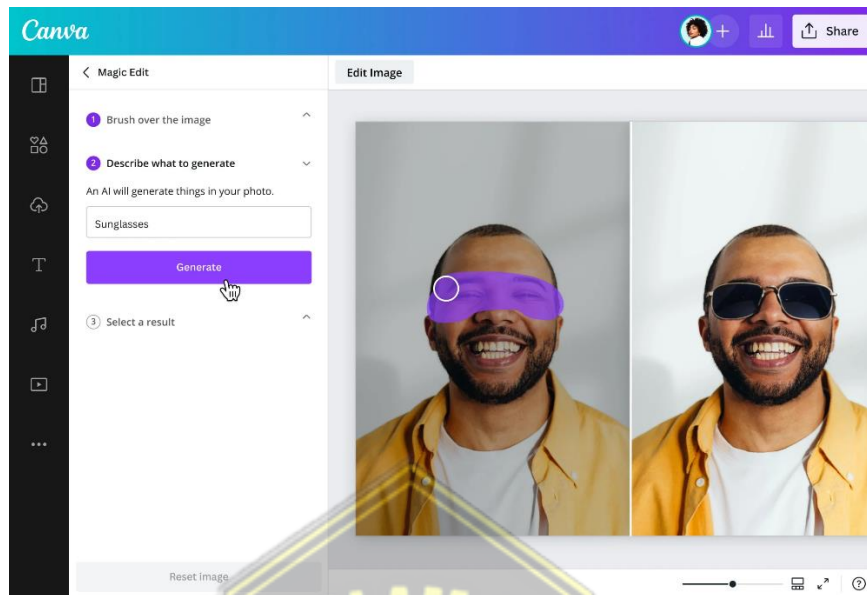 Canva
Share
Magic Edit
Edit Image
1 Brush over the image
2 Describe what to generate
An AI will generate things in your photo.
Sunglasses
Generate
3 Select a result
Reset Image
?